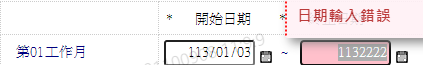 * 開始日期 * 日期輸入錯誤
第01工作月 113/01/03 ~ 1132222